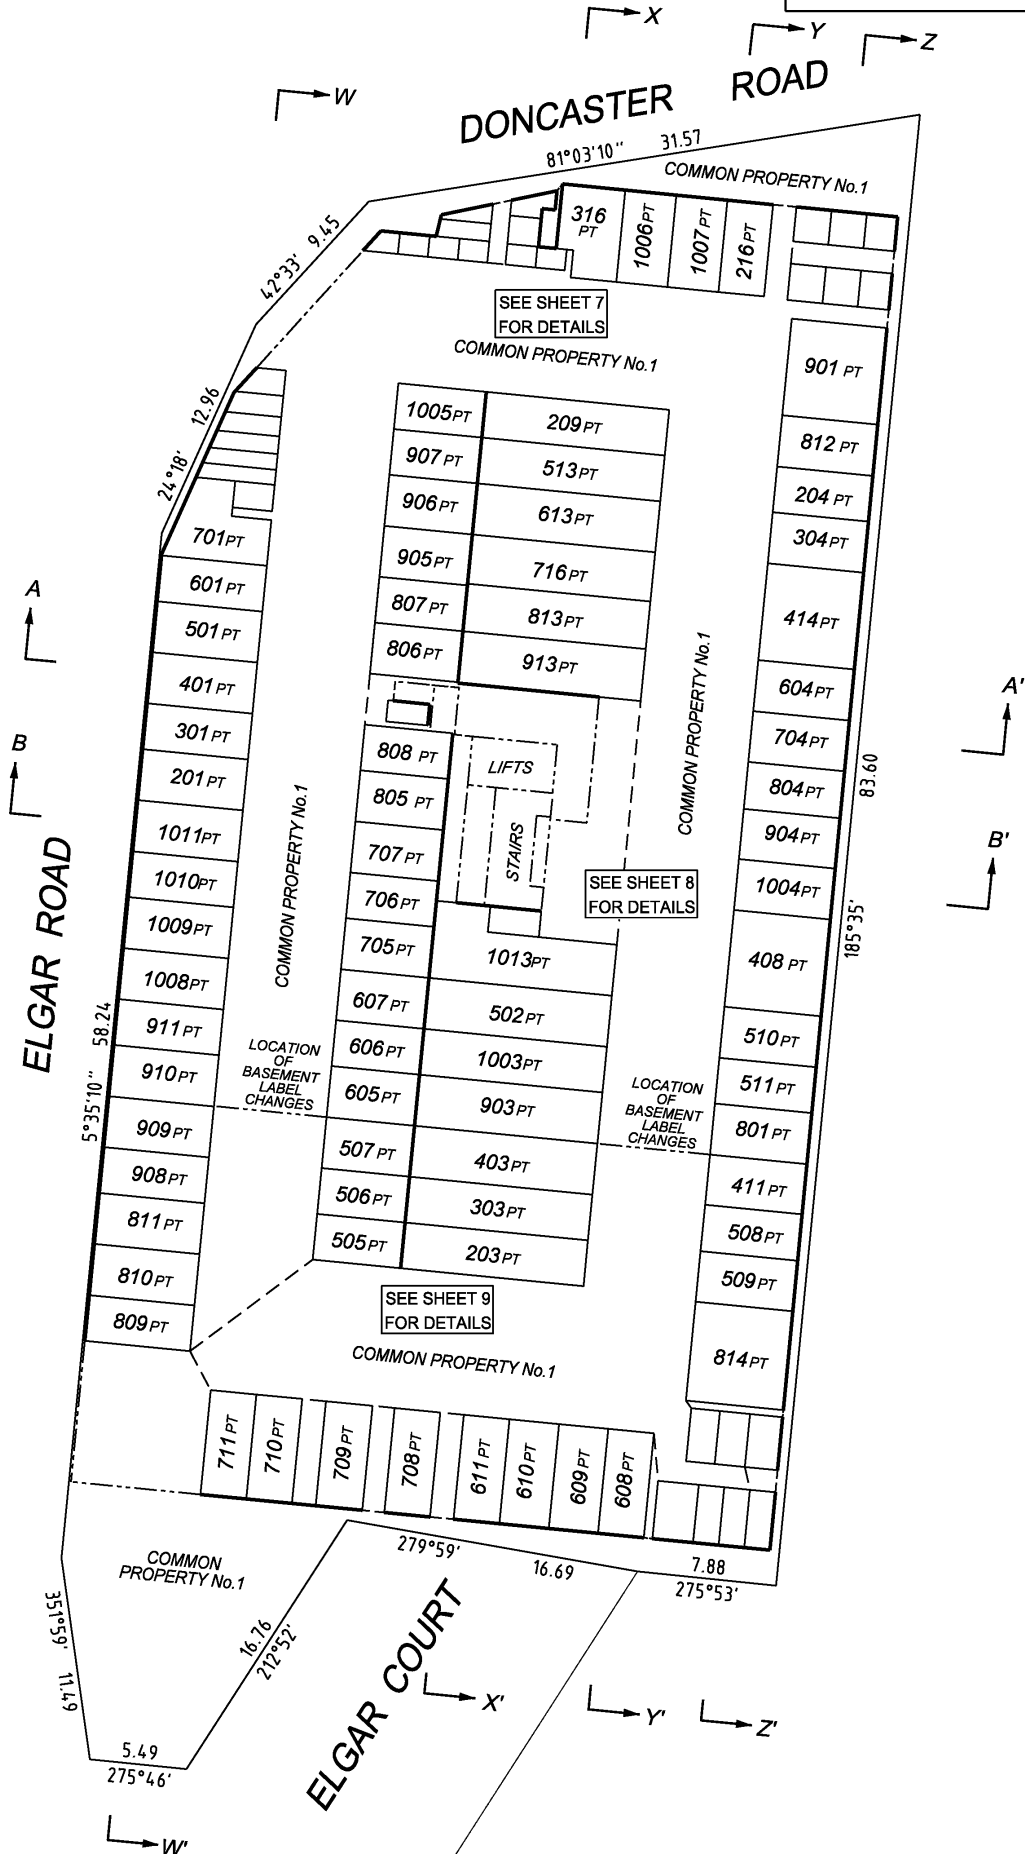 X
Y
Z
W
DONCASTER ROAD
81°03'10" 31.57
COMMON PROPERTY No.1
42°33' 9.45
316 PT
1006 PT
1007 PT
216 PT
SEE SHEET 7
FOR DETAILS
COMMON PROPERTY No.1
24°18' 12.96
901 PT
812 PT
204 PT
304 PT
414 PT
604 PT
704 PT
804 PT
904 PT
1004 PT
408 PT
510 PT
511 PT
801 PT
411 PT
508 PT
509 PT
814 PT
1005 PT
907 PT
906 PT
905 PT
807 PT
806 PT
209 PT
513 PT
613 PT
716 PT
813 PT
913 PT
701 PT
601 PT
501 PT
401 PT
301 PT
201 PT
1011 PT
1010 PT
1009 PT
1008 PT
911 PT
910 PT
909 PT
908 PT
811 PT
810 PT
809 PT
A
B
A'
B'
COMMON PROPERTY No.1
COMMON PROPERTY No.1
83.60
185°35'
LIFTS
STAIRS
808 PT
805 PT
707 PT
706 PT
705 PT
607 PT
606 PT
605 PT
507 PT
506 PT
505 PT
SEE SHEET 8
FOR DETAILS
1013 PT
502 PT
1003 PT
903 PT
403 PT
303 PT
203 PT
ELGAR ROAD
5°35'10" 58.24
LOCATION
OF
BASEMENT
LABEL
CHANGES
LOCATION
OF
BASEMENT
LABEL
CHANGES
SEE SHEET 9
FOR DETAILS
COMMON PROPERTY No.1
711 PT
710 PT
709 PT
708 PT
611 PT
610 PT
609 PT
608 PT
279°59' 16.69
7.88
275°53'
COMMON
PROPERTY No.1
351°59' 11.49
16.76
212°52'
5.49
275°46'
ELGAR COURT
X'
Y'
Z'
W'